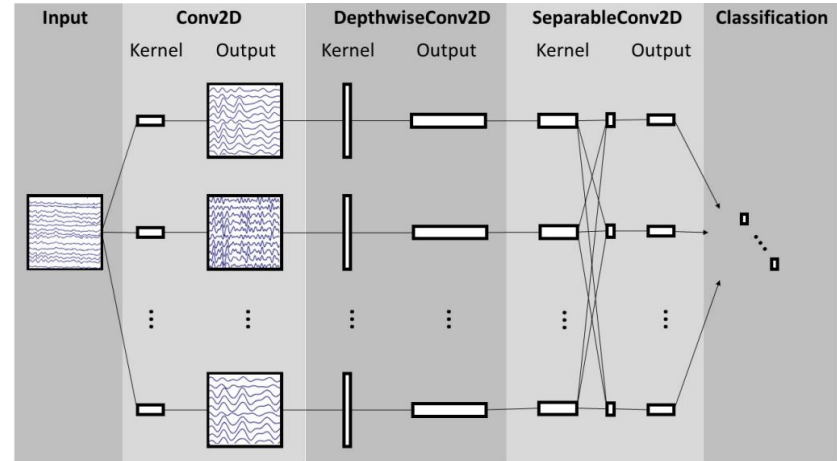 Input Conv2D DepthwiseConv2D SeparableConv2D Classification
Kernel Output Kernel Output Kernel Output